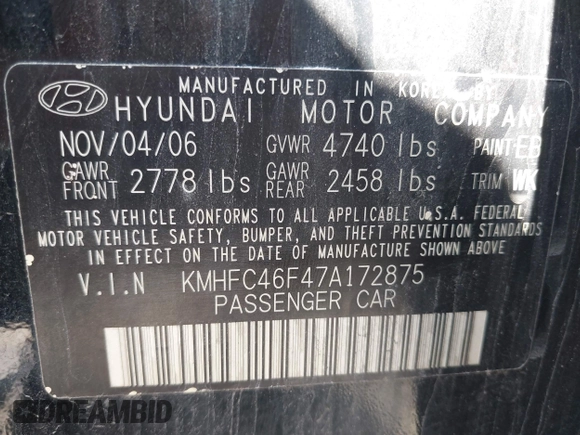 MANUFACTURED IN KOREA BY
HYUNDAI MOTOR COMPANY
NOV/04/06 GVWR 4740 lbs PAINT EB
GAWR FRONT 2778 lbs GAWR REAR 2458 lbs TRIM WK
THIS VEHICLE CONFORMS TO ALL APPLICABLE U.S.A. FEDERAL
MOTOR VEHICLE SAFETY, BUMPER, AND THEFT PREVENTION STANDARDS
IN EFFECT ON THE DATE OF MANUFACTURE SHOWN ABOVE.
V.I.N KMHFC46F47A172875
PASSENGER CAR
DREAMBID